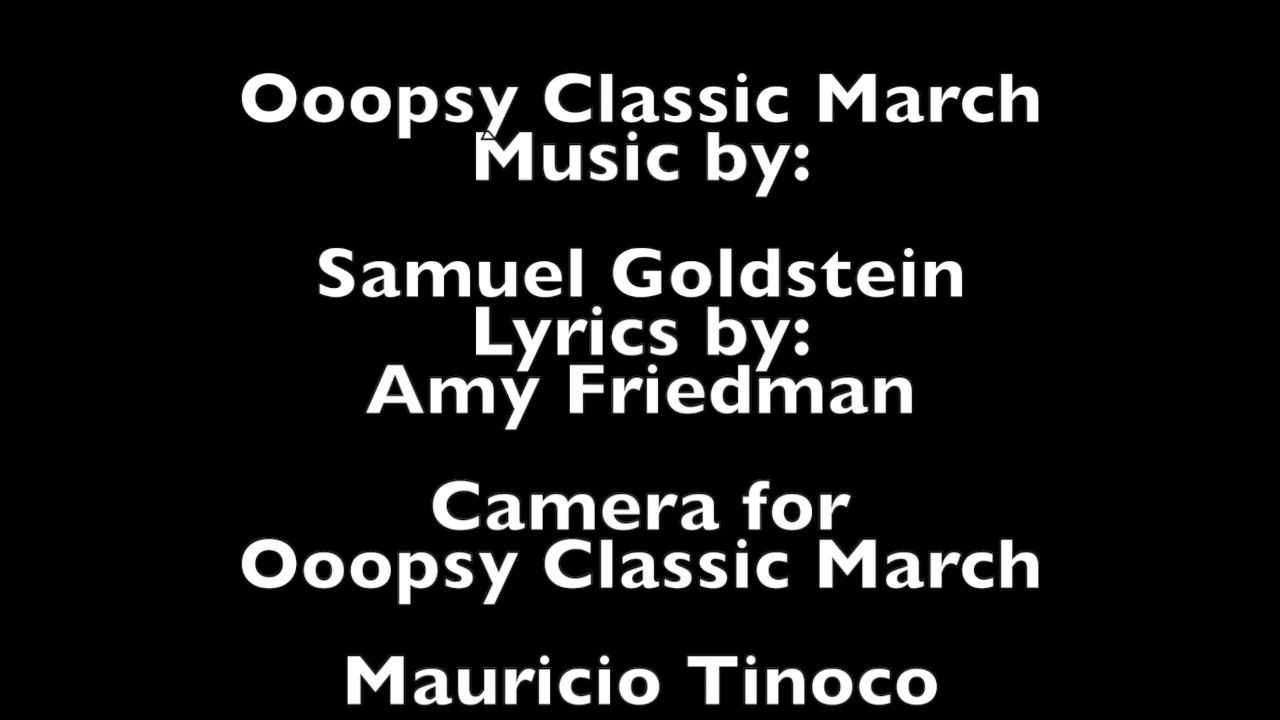 Ooopsy Classic March
Music by:
Samuel Goldstein
Lyrics by:
Amy Friedman
Camera for
Ooopsy Classic March
Mauricio Tinoco